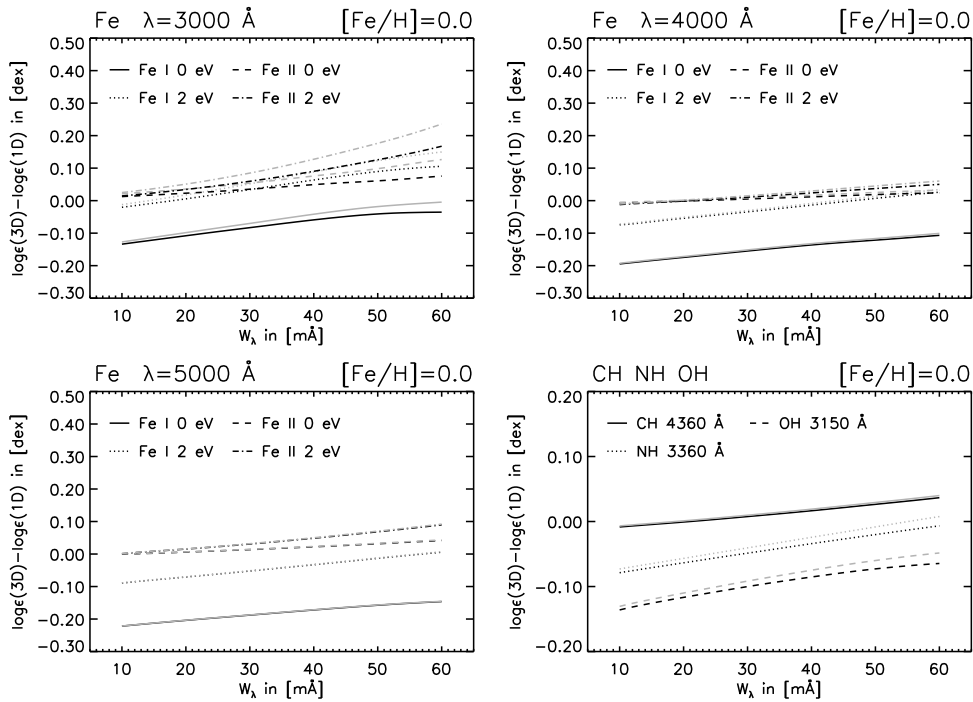 Fe λ=3000 Å [Fe/H]=0.0
0.50
0.40
0.30
0.20
0.10
0.00
−0.10
−0.20
−0.30
logε(3D)−logε(1D) in [dex]
Fe I 0 eV Fe II 0 eV
Fe I 2 eV Fe II 2 eV
10 20 30 40 50 60
Wλ in [mÅ]
Fe λ=4000 Å [Fe/H]=0.0
0.50
0.40
0.30
0.20
0.10
0.00
−0.10
−0.20
−0.30
logε(3D)−logε(1D) in [dex]
Fe I 0 eV Fe II 0 eV
Fe I 2 eV Fe II 2 eV
10 20 30 40 50 60
Wλ in [mÅ]
Fe λ=5000 Å [Fe/H]=0.0
0.50
0.40
0.30
0.20
0.10
0.00
−0.10
−0.20
−0.30
logε(3D)−logε(1D) in [dex]
Fe I 0 eV Fe II 0 eV
Fe I 2 eV Fe II 2 eV
10 20 30 40 50 60
Wλ in [mÅ]
CH NH OH [Fe/H]=0.0
0.20
0.10
0.00
−0.10
−0.20
logε(3D)−logε(1D) in [dex]
CH 4360 Å OH 3150 Å
NH 3360 Å
10 20 30 40 50 60
Wλ in [mÅ]